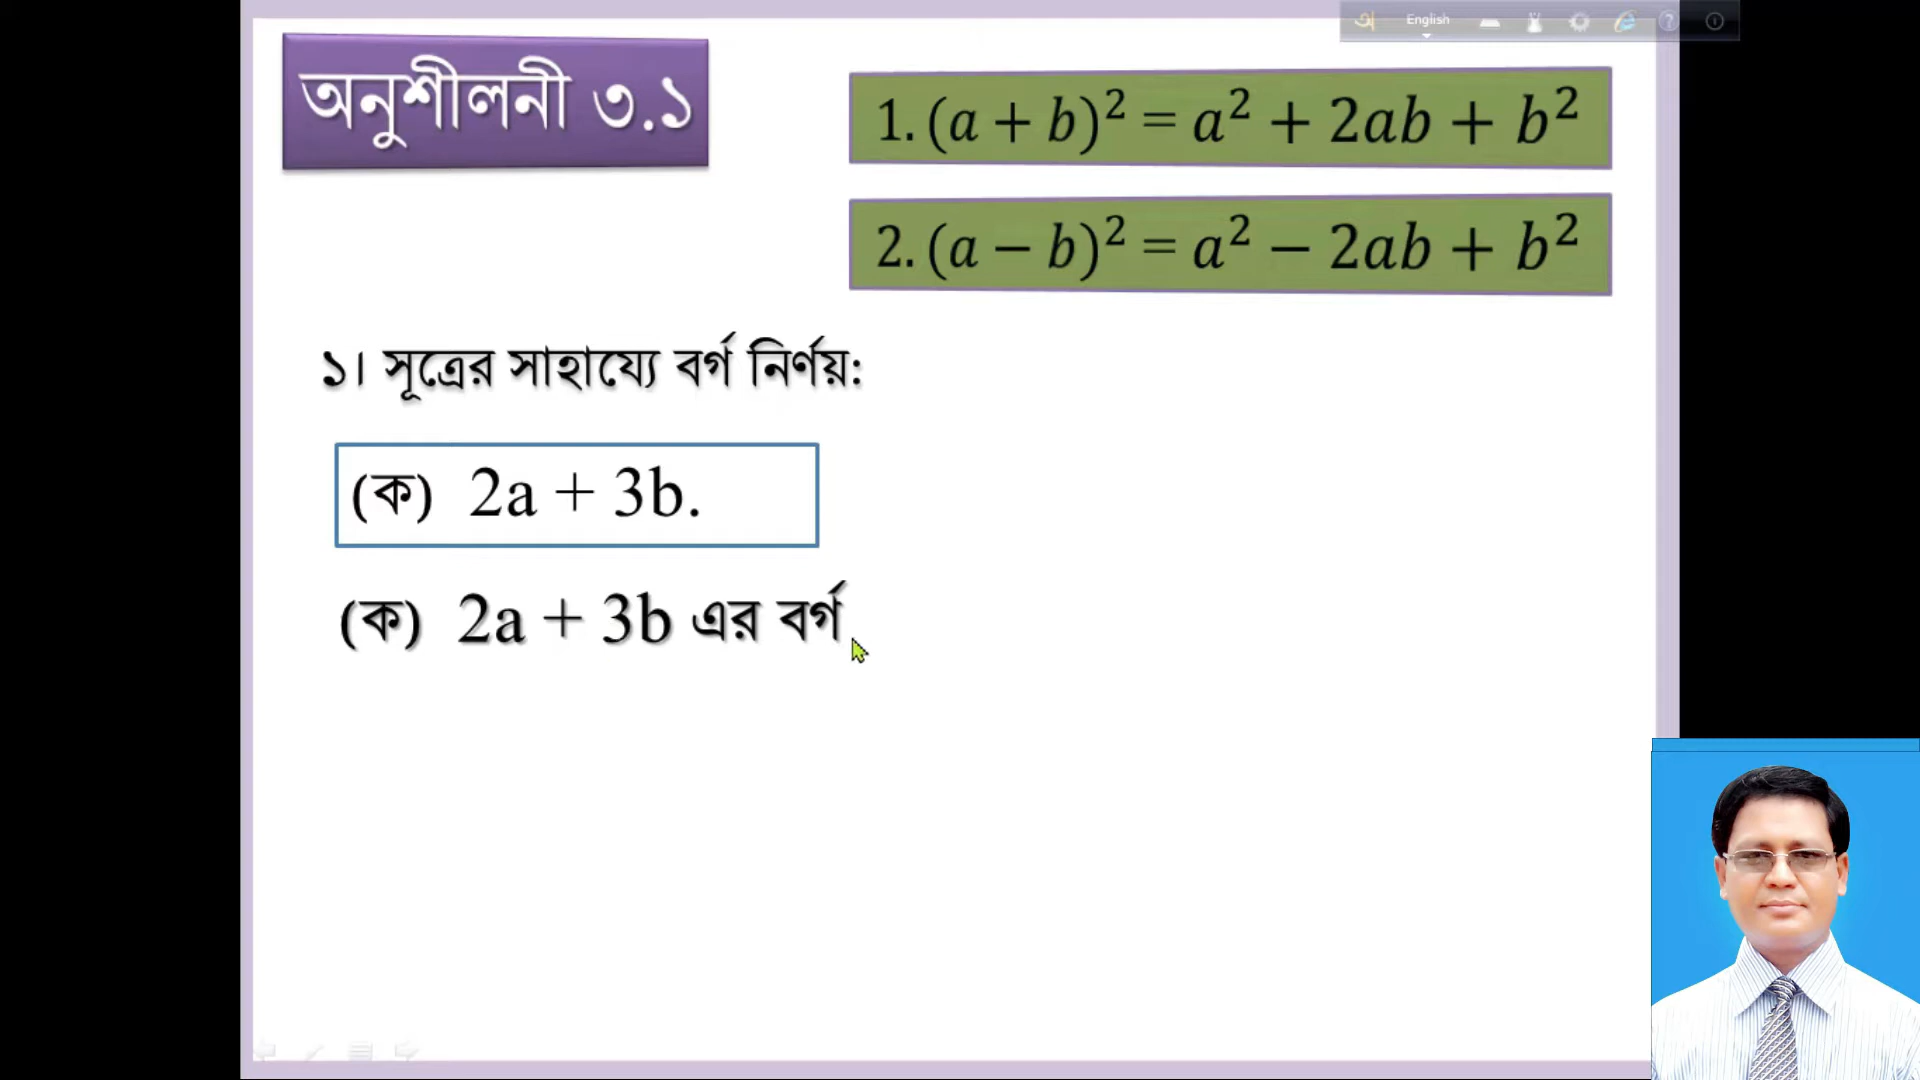 English
অনুশীলনী ৩.১
1. (a + b)² = a² + 2ab + b²
2. (a − b)² = a² − 2ab + b²
১। সূত্রের সাহায্যে বর্গ নির্ণয়:
(ক) 2a + 3b.
(ক) 2a + 3b এর বর্গ